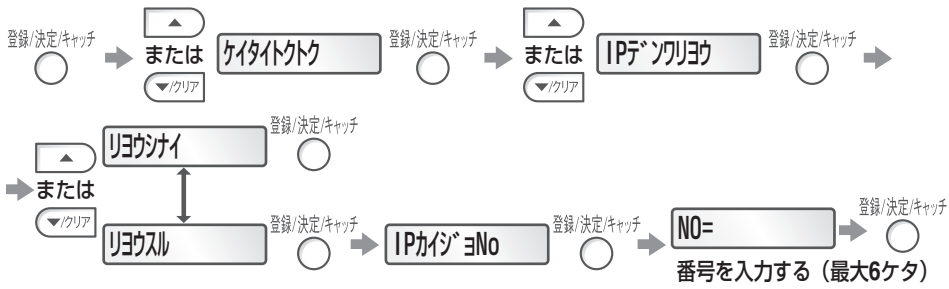 登録/決定/キャッチ
▲
または
▼/クリア
ケイタイトクトク
登録/決定/キャッチ
▲
または
▼/クリア
IPデンワリヨウ
登録/決定/キャッチ
▲
または
▼/クリア
リヨウシナイ
登録/決定/キャッチ
リヨウスル
登録/決定/キャッチ
IPカイジョNo
登録/決定/キャッチ
NO=
番号を入力する(最大6ケタ)
登録/決定/キャッチ